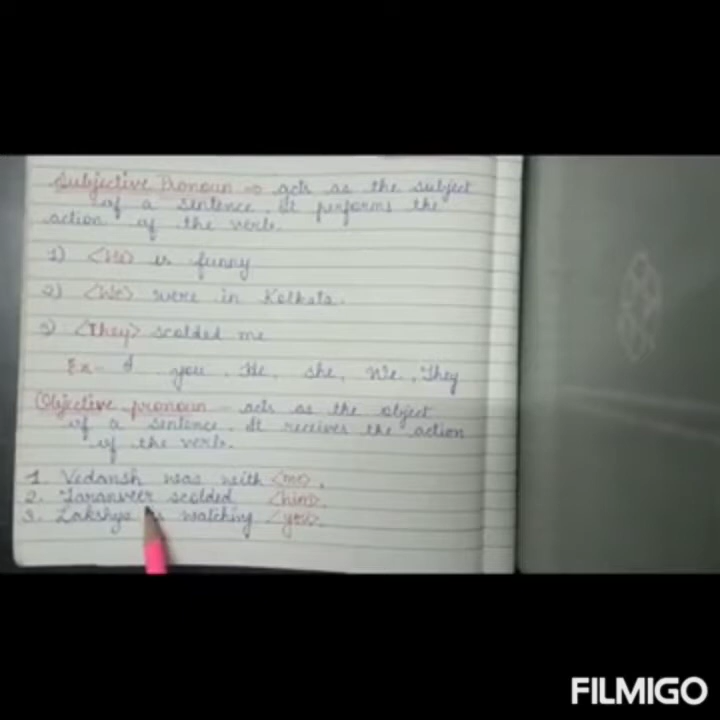 Subjective Pronoun → acts as the subject
of a sentence. It performs the
action of the verb.
1) <He> is funny
2) <We> were in Kolkata.
3) <They> scolded me
Ex- I you, He, she, We, They
Objective pronoun - acts as the object
of a sentence. It receives the action
of the verb.
1. Vedansh was with <me>.
2. Taranveer scolded <him>.
3. Lakshya is watching <you>.
FILMIGO